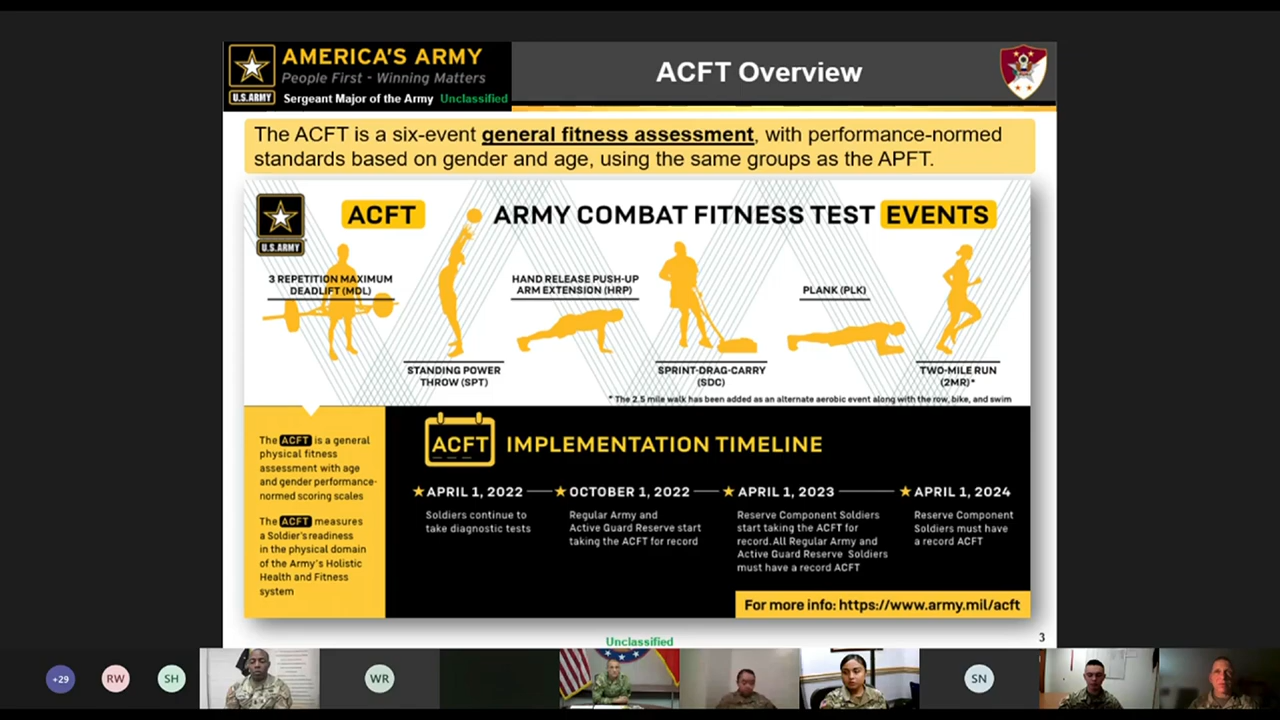 AMERICA'S ARMY
People First - Winning Matters
U.S.ARMY
Sergeant Major of the Army Unclassified
ACFT Overview
The ACFT is a six-event general fitness assessment, with performance-normed
standards based on gender and age, using the same groups as the APFT.
U.S.ARMY
ACFT
ARMY COMBAT FITNESS TEST EVENTS
3 REPETITION MAXIMUM
DEADLIFT (MDL)
STANDING POWER
THROW (SPT)
HAND RELEASE PUSH-UP
ARM EXTENSION (HRP)
SPRINT-DRAG-CARRY
(SDC)
PLANK (PLK)
TWO-MILE RUN
(2MR)*
* The 2.5 mile walk has been added as an alternate aerobic event along with the row, bike, and swim
The ACFT is a general
physical fitness
assessment with age
and gender performance-
normed scoring scales
The ACFT measures
a Soldier's readiness
in the physical domain
of the Army's Holistic
Health and Fitness
system
ACFT IMPLEMENTATION TIMELINE
APRIL 1, 2022
Soldiers continue to
take diagnostic tests
OCTOBER 1, 2022
Regular Army and
Active Guard Reserve start
taking the ACFT for record
APRIL 1, 2023
Reserve Component Soldiers
start taking the ACFT for
record. All Regular Army and
Active Guard Reserve Soldiers
must have a record ACFT
APRIL 1, 2024
Reserve Component
Soldiers must have
a record ACFT
For more info: https://www.army.mil/acft
Unclassified
3
+29
RW
SH
WR
SN